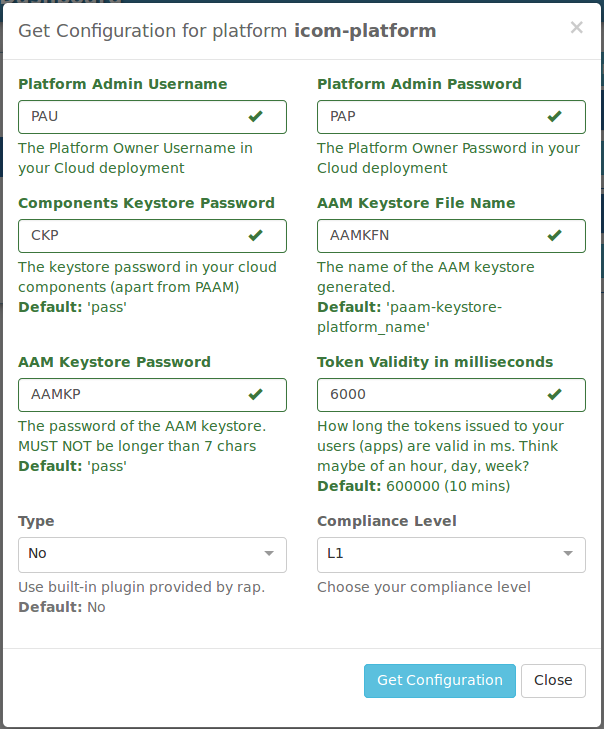 Get Configuration for platform icom-platform
×
Platform Admin Username
PAU
The Platform Owner Username in
your Cloud deployment
Platform Admin Password
PAP
The Platform Owner Password in your
Cloud deployment
Components Keystore Password
CKP
The keystore password in your cloud
components (apart from PAAM)
Default: 'pass'
AAM Keystore File Name
AAMKFN
The name of the AAM keystore
generated.
Default: 'paam-keystore-
platform_name'
AAM Keystore Password
AAMKP
The password of the AAM keystore.
MUST NOT be longer than 7 chars
Default: 'pass'
Token Validity in milliseconds
6000
How long the tokens issued to your
users (apps) are valid in ms. Think
maybe of an hour, day, week?
Default: 600000 (10 mins)
Type
No
Use built-in plugin provided by rap.
Default: No
Compliance Level
L1
Choose your compliance level
Get Configuration
Close